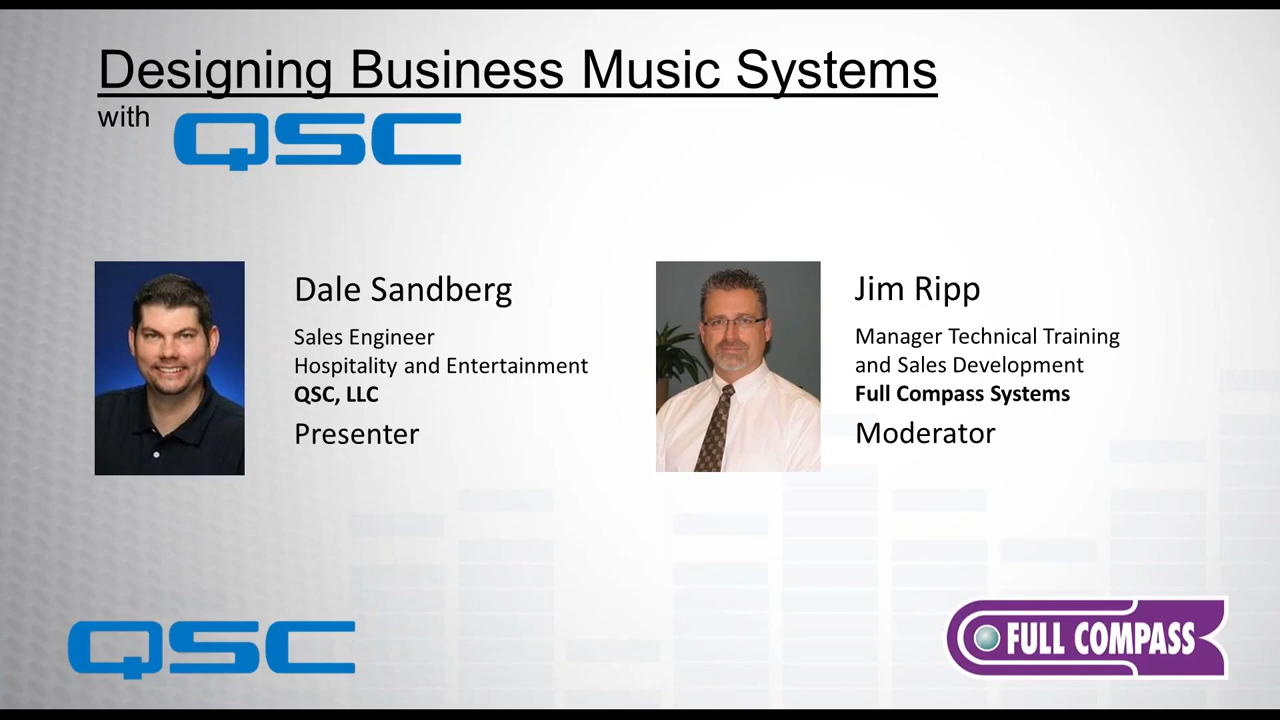 Designing Business Music Systems
with QSC
Dale Sandberg
Sales Engineer
Hospitality and Entertainment
QSC, LLC
Presenter
Jim Ripp
Manager Technical Training
and Sales Development
Full Compass Systems
Moderator
QSC
FULL COMPASS